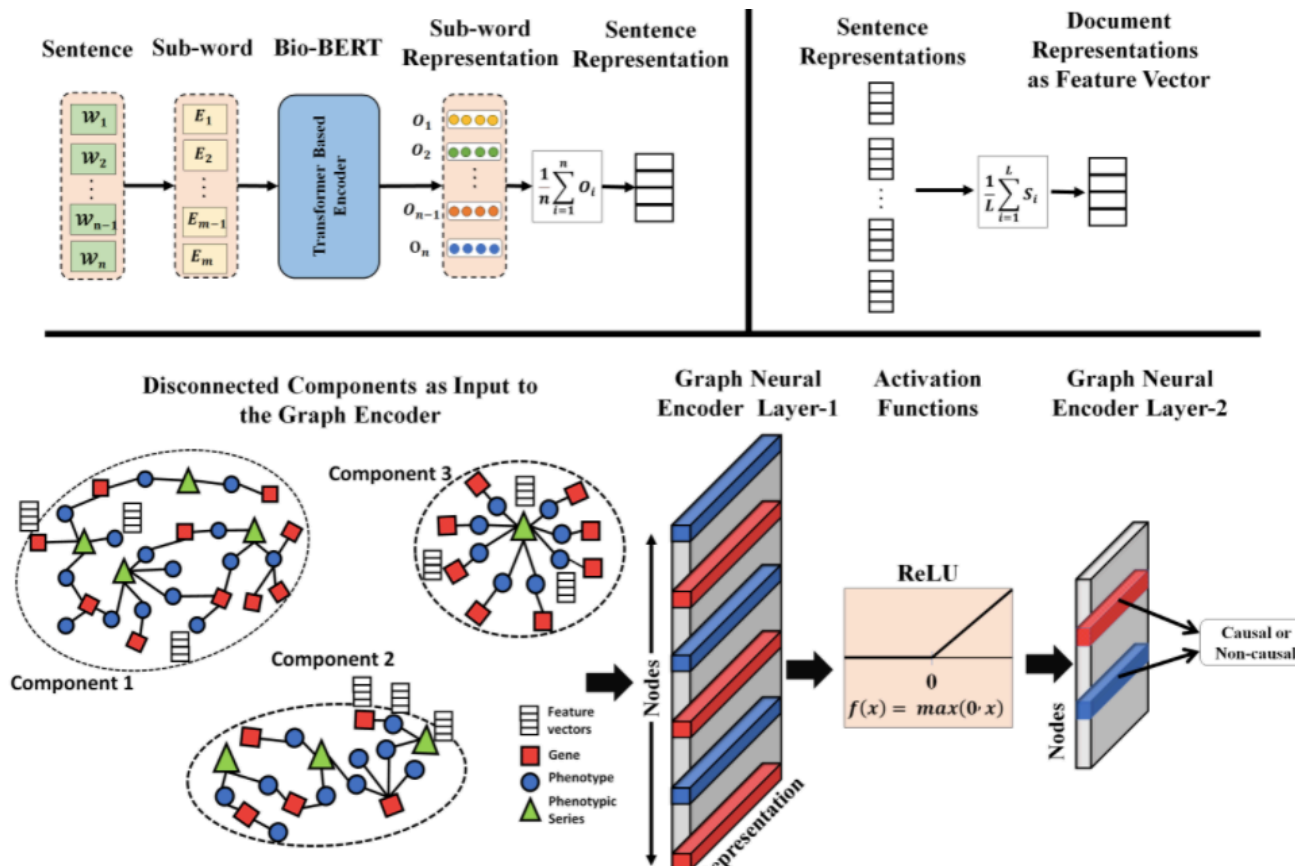 Sentence
Sub-word
Bio-BERT
Sub-word
Representation
Sentence
Representation
𝒲1
𝒲2
⋮
𝒲n−1
𝒲n
E1
E2
⋮
Em−1
Em
Transformer Based
Encoder
O1
O2
⋮
On−1
On
1/n ∑ i=1 n Oi
Sentence
Representations
Document
Representations
as Feature Vector
⋮
1/L ∑ i=1 L Si
Disconnected Components as Input to
the Graph Encoder
Component 1
Component 3
Component 2
Feature
vectors
Gene
Phenotype
Phenotypic
Series
Graph Neural
Encoder Layer-1
Nodes
Activation
Functions
ReLU
0
f(x) = max(0, x)
Graph Neural
Encoder Layer-2
Nodes
Causal or
Non-causal